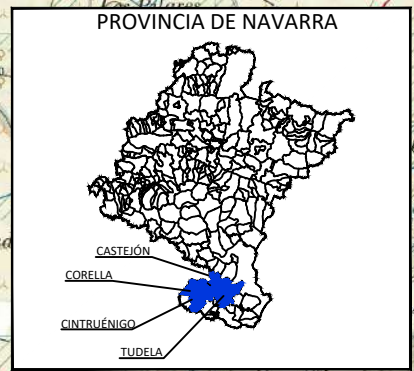 PROVINCIA DE NAVARRA
CASTEJÓN
CORELLA
CINTRUÉNIGO
TUDELA